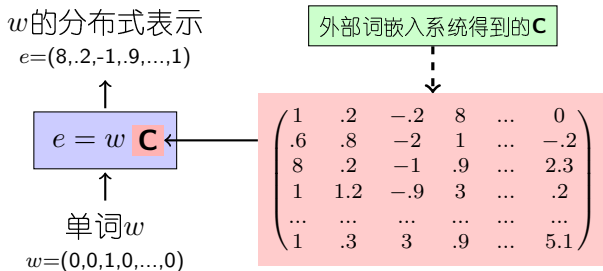 w的分布式表示
e=(8,.2,-1,.9,...,1)
外部词嵌入系统得到的C
e = w C
1 .2 −.2 8 ... 0
.6 .8 −2 1 ... −.2
8 .2 −1 .9 ... 2.3
1 1.2 −.9 3 ... .2
... ... ... ... ... ...
1 .3 3 .9 ... 5.1
单词w
w=(0,0,1,0,...,0)